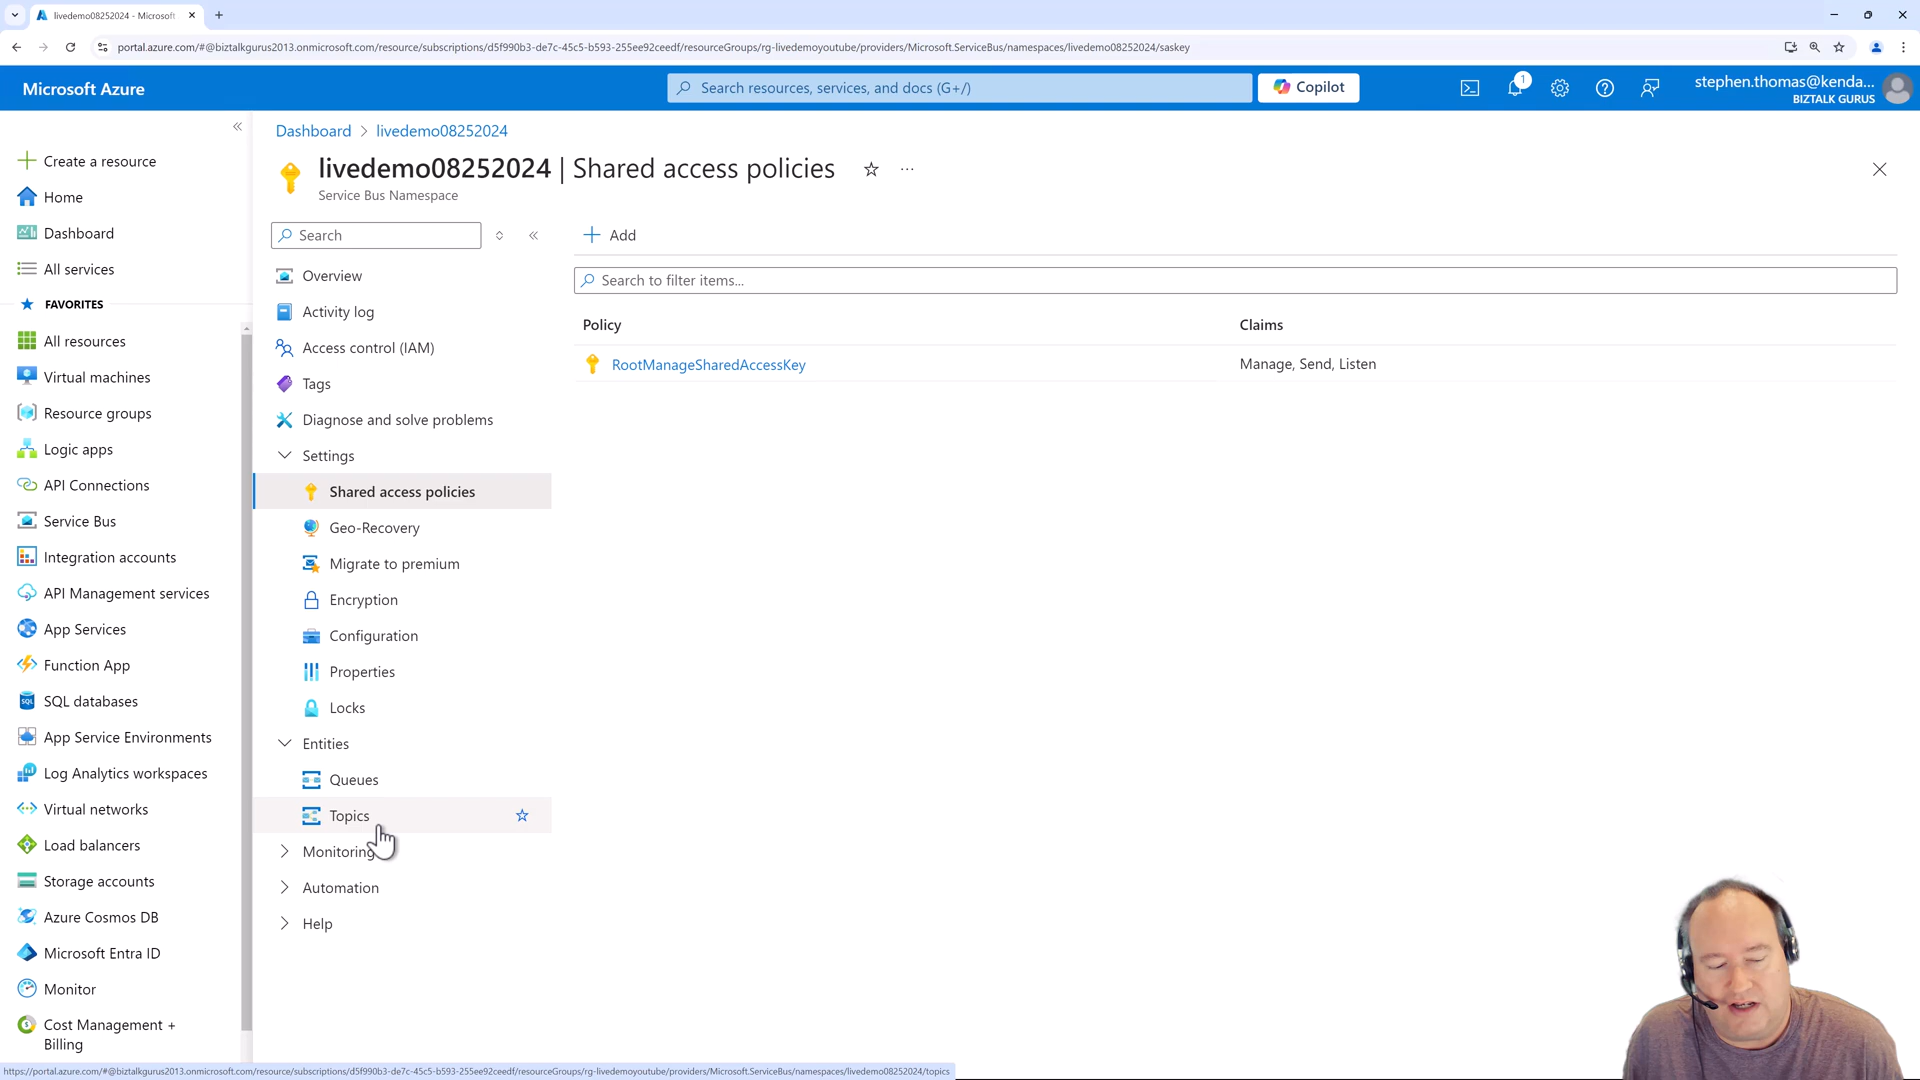 livedemo08252024 - Microsoft
portal.azure.com/#@biztalkgurus2013.onmicrosoft.com/resource/subscriptions/d5f990b3-de7c-45c5-b593-255ee92ceedf/resourceGroups/rg-livedemoyoutube/providers/Microsoft.ServiceBus/namespaces/livedemo08252024/saskey
Microsoft Azure
Search resources, services, and docs (G+/)
Copilot
1
stephen.thomas@kenda...
BIZTALK GURUS
Create a resource
Home
Dashboard
All services
FAVORITES
All resources
Virtual machines
Resource groups
Logic apps
API Connections
Service Bus
Integration accounts
API Management services
App Services
Function App
SQL databases
App Service Environments
Log Analytics workspaces
Virtual networks
Load balancers
Storage accounts
Azure Cosmos DB
Microsoft Entra ID
Monitor
Cost Management +
Billing
Dashboard > livedemo08252024
livedemo08252024 | Shared access policies
Service Bus Namespace
Search
Overview
Activity log
Access control (IAM)
Tags
Diagnose and solve problems
Settings
Shared access policies
Geo-Recovery
Migrate to premium
Encryption
Configuration
Properties
Locks
Entities
Queues
Topics
Monitoring
Automation
Help
Add
Search to filter items...
Policy Claims
RootManageSharedAccessKey Manage, Send, Listen
https://portal.azure.com/#@biztalkgurus2013.onmicrosoft.com/resource/subscriptions/d5f990b3-de7c-45c5-b593-255ee92ceedf/resourceGroups/rg-livedemoyoutube/providers/Microsoft.ServiceBus/namespaces/livedemo08252024/topics